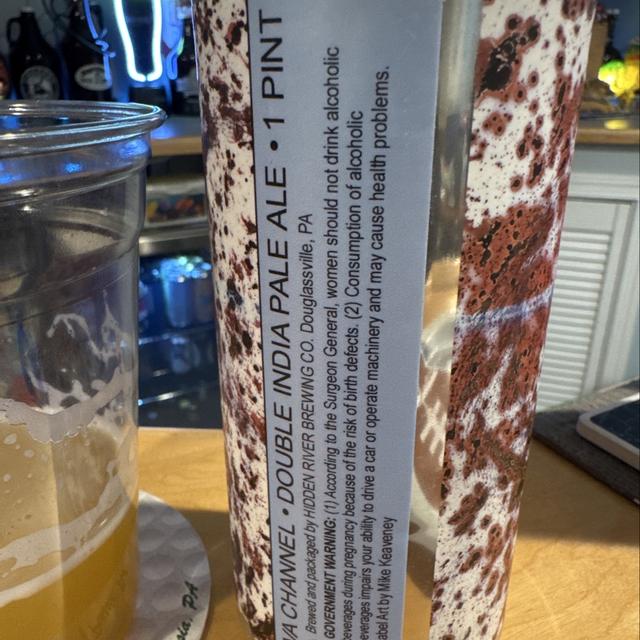 VA CHANNEL • DOUBLE INDIA PALE ALE • 1 PINT
Brewed and packaged by HIDDEN RIVER BREWING CO. Douglassville, PA
GOVERNMENT WARNING: (1) According to the Surgeon General, women should not drink alcoholic
beverages during pregnancy because of the risk of birth defects. (2) Consumption of alcoholic
beverages impairs your ability to drive a car or operate machinery and may cause health problems.
abel Art by Mike Keaveney
PA